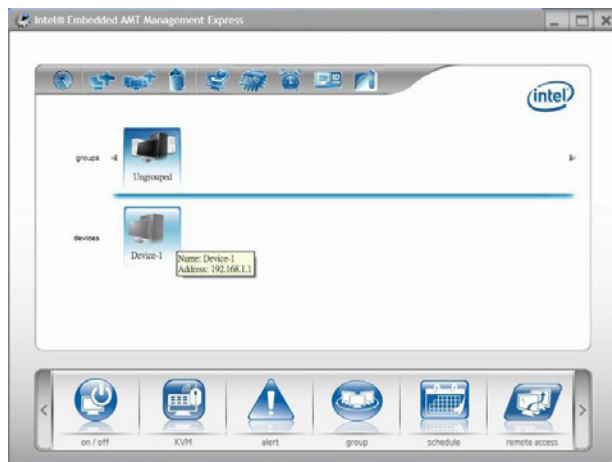 Intel® Embedded AMT Management Express
intel
groups
Ungrouped
devices
Device-1
Name: Device-1
Address: 192.168.1.1
on / off
KVM
alert
group
schedule
remote access